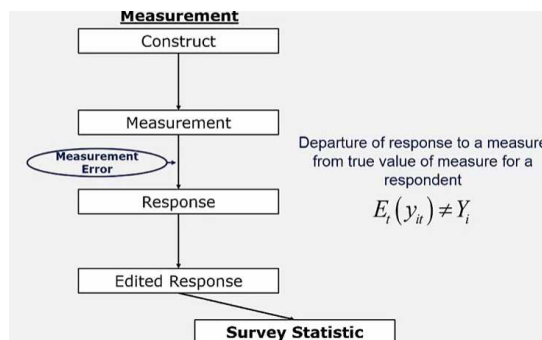 Measurement
Construct
Measurement
Measurement
Error
Departure of response to a measure
from true value of measure for a
respondent
E_t(y_it) ≠ Y_i
Response
Edited Response
Survey Statistic